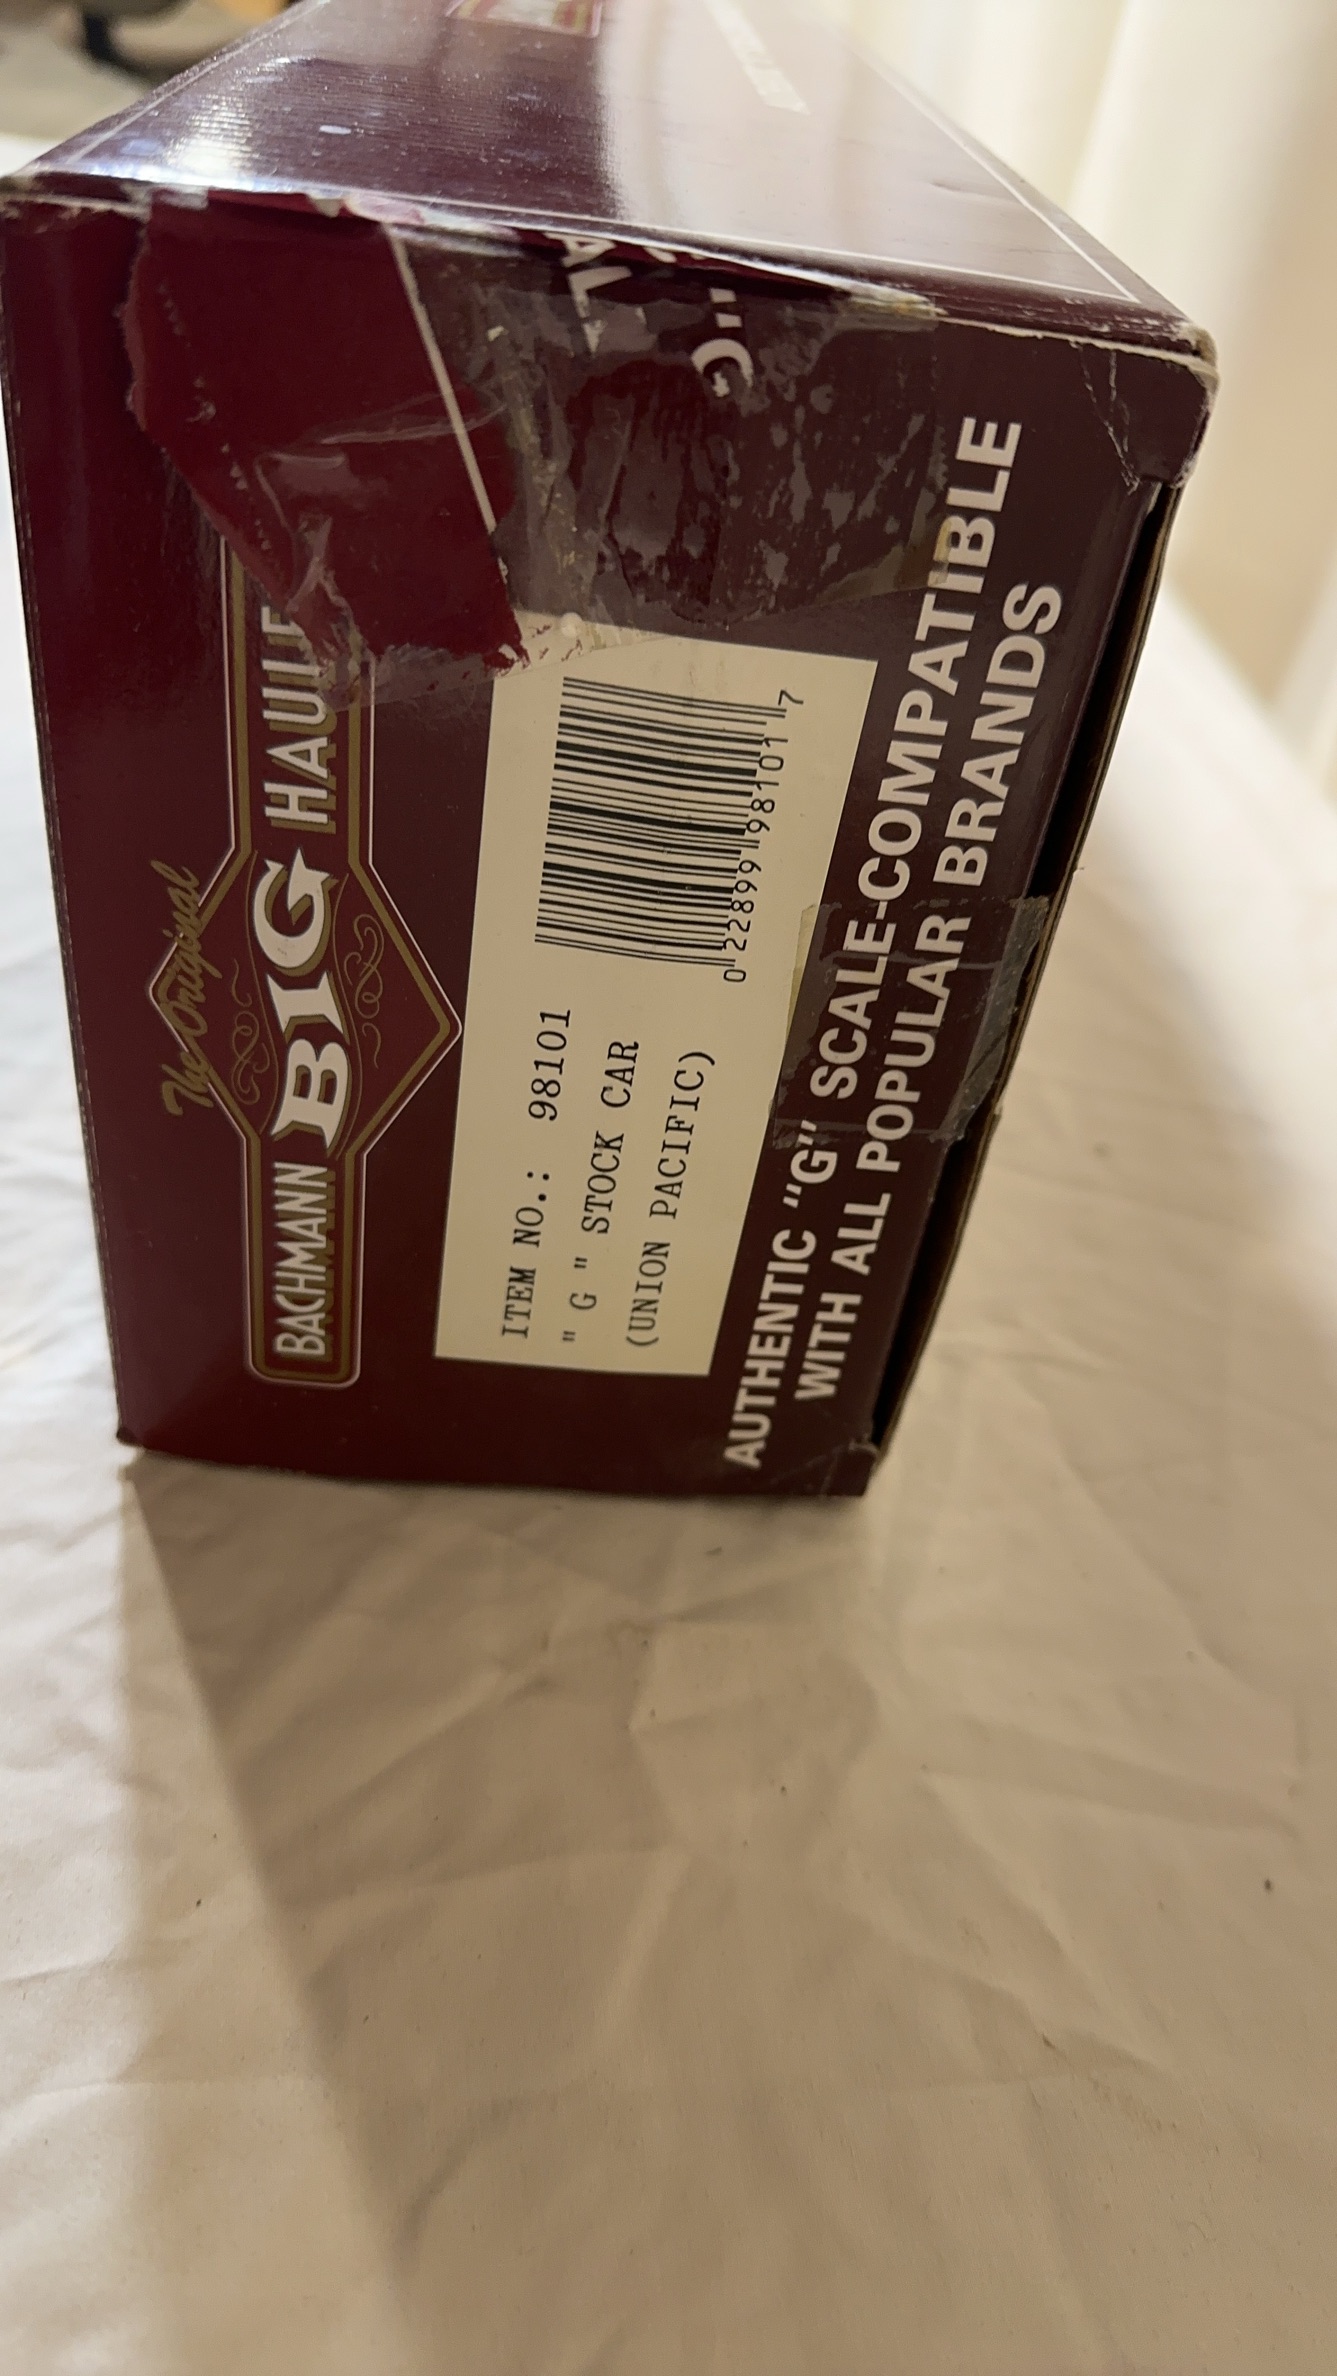 The Original
BACHMANN BIG HAULE
ITEM NO.: 98101
" G " STOCK CAR
(UNION PACIFIC)
0 22899 98101 7
AUTHENTIC "G" SCALE-COMPATIBLE
WITH ALL POPULAR BRANDS